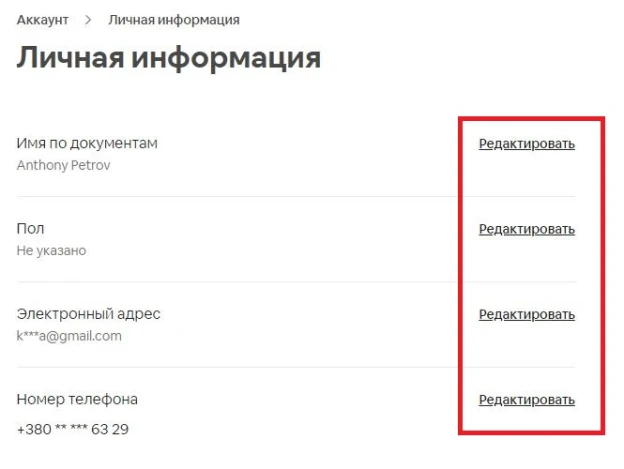 Аккаунт > Личная информация
Личная информация
Имя по документам Редактировать
Anthony Petrov
Пол Редактировать
Не указано
Электронный адрес Редактировать
k***a@gmail.com
Номер телефона Редактировать
+380 ** *** 63 29